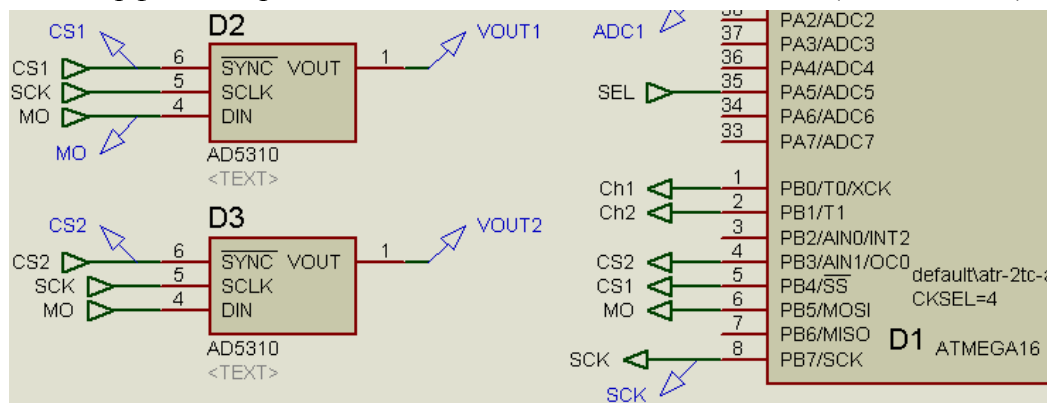 CS1
D2
VOUT1
CS1
SCK
MO
6
5
4
SYNC VOUT
SCLK
DIN
1
MO
AD5310
<TEXT>
CS2
D3
VOUT2
CS2
SCK
MO
6
5
4
SYNC VOUT
SCLK
DIN
1
AD5310
<TEXT>
ADC1
SEL
37
36
35
34
33
PA2/ADC2
PA3/ADC3
PA4/ADC4
PA5/ADC5
PA6/ADC6
PA7/ADC7
Ch1
Ch2
CS2
CS1
MO
SCK
SCK
1
2
3
4
5
6
7
8
PB0/T0/XCK
PB1/T1
PB2/AIN0/INT2
PB3/AIN1/OC0
PB4/SS
PB5/MOSI
PB6/MISO
PB7/SCK
default\atr-2tc-a
CKSEL=4
D1 ATMEGA16